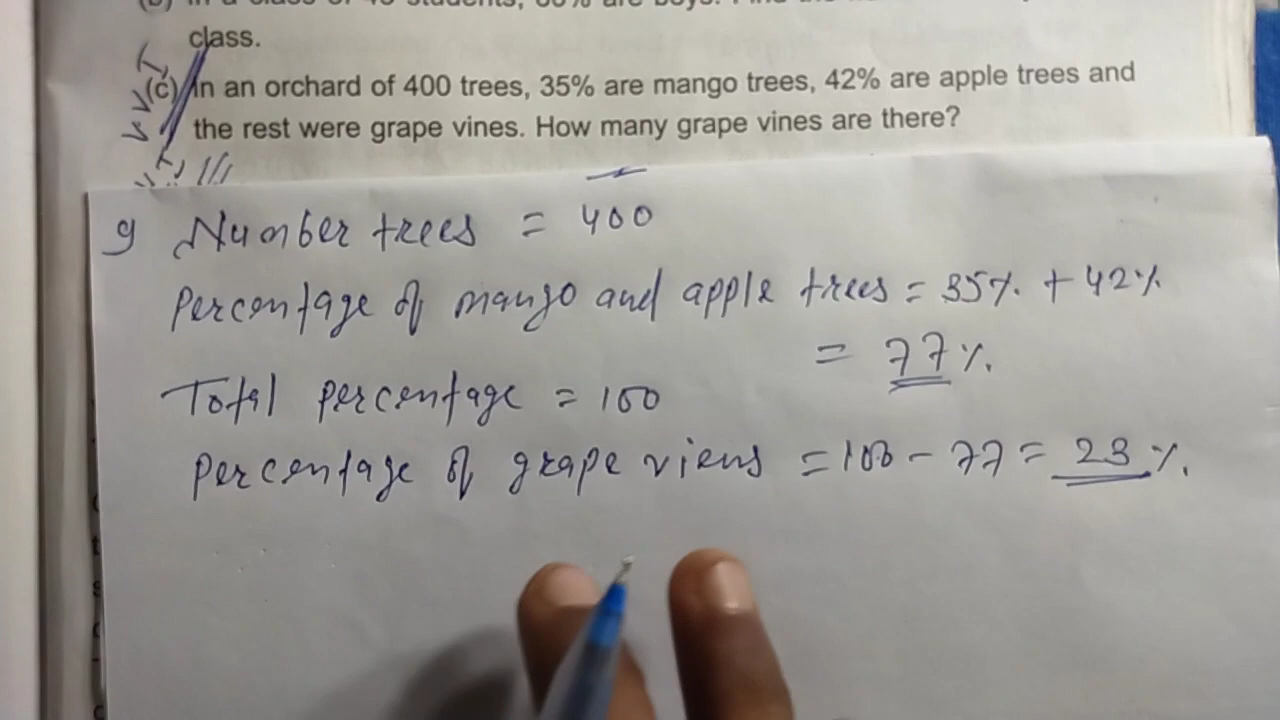 class.
(c) In an orchard of 400 trees, 35% are mango trees, 42% are apple trees and
the rest were grape vines. How many grape vines are there?
9 Number trees = 400
Percentage of mango and apple trees = 35% + 42%
= 77%.
Total percentage = 100
Percentage of grape viens = 100 - 77 = 23%.